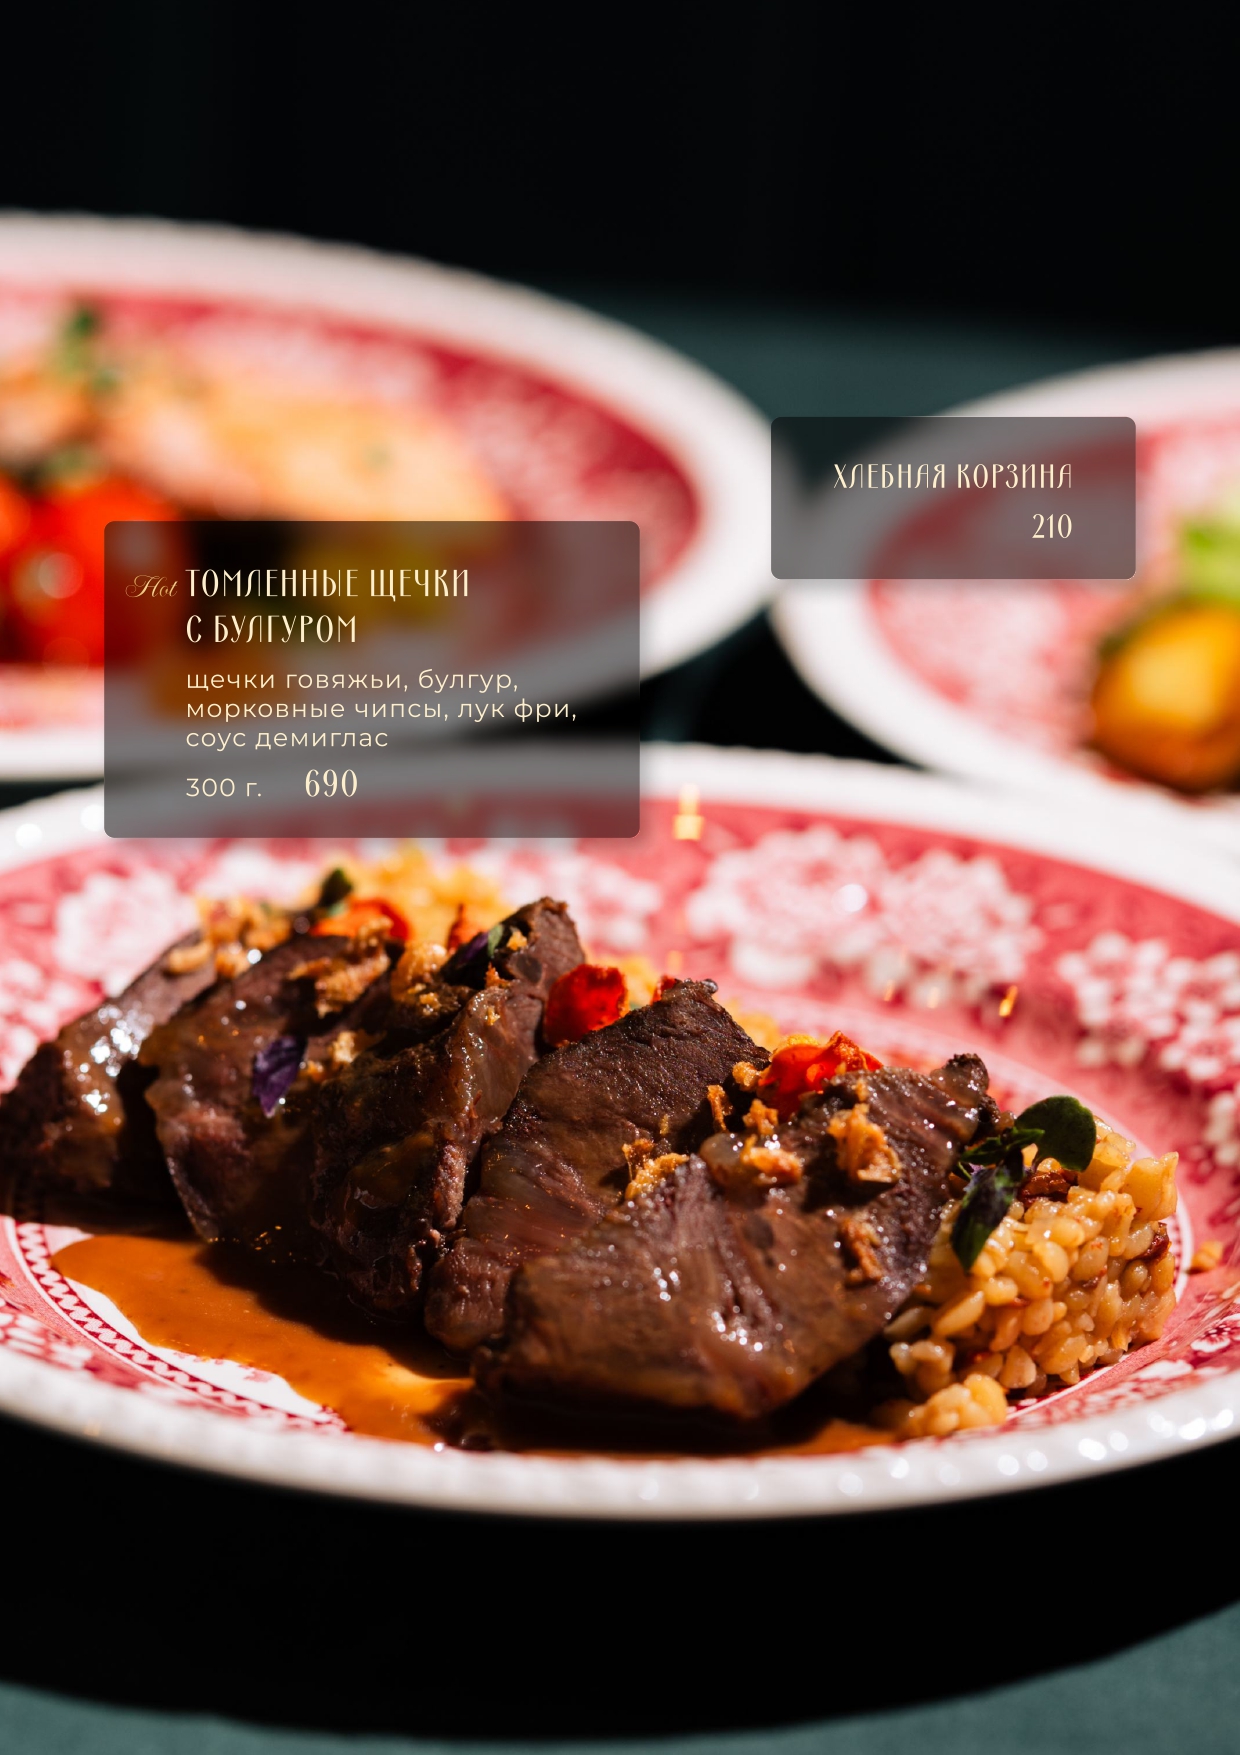 Hot ТОМЛЕННЫЕ ЩЕЧКИ
С БУЛГУРОМ
щечки говяжьи, булгур,
морковные чипсы, лук фри,
соус демиглас
300 г. 690
ХЛЕБНАЯ КОРЗИНА
210